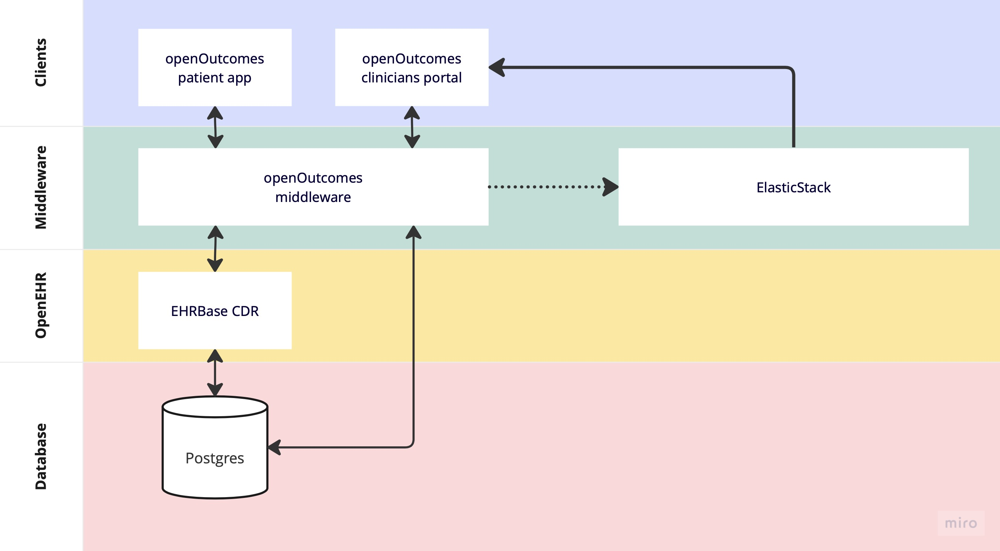 Clients
openOutcomes
patient app
openOutcomes
clinicians portal
Middleware
openOutcomes
middleware
ElasticStack
OpenEHR
EHRBase CDR
Database
Postgres
miro